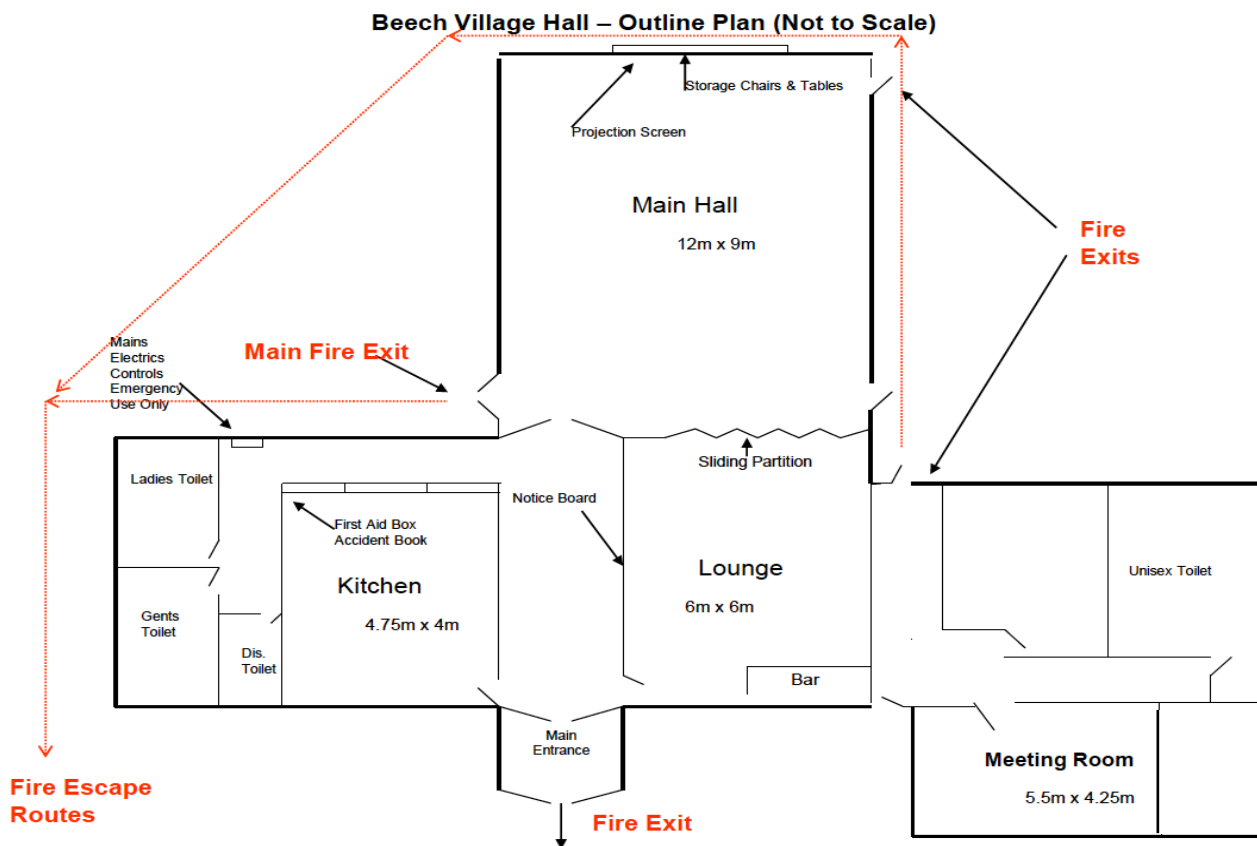 Beech Village Hall – Outline Plan (Not to Scale)
Storage Chairs & Tables
Projection Screen
Main Hall
12m x 9m
Fire
Exits
Mains
Electrics
Controls
Emergency
Use Only
Main Fire Exit
Sliding Partition
Ladies Toilet
Notice Board
First Aid Box
Accident Book
Kitchen
4.75m x 4m
Lounge
6m x 6m
Unisex Toilet
Gents
Toilet
Dis.
Toilet
Bar
Main
Entrance
Meeting Room
5.5m x 4.25m
Fire Escape
Routes
Fire Exit